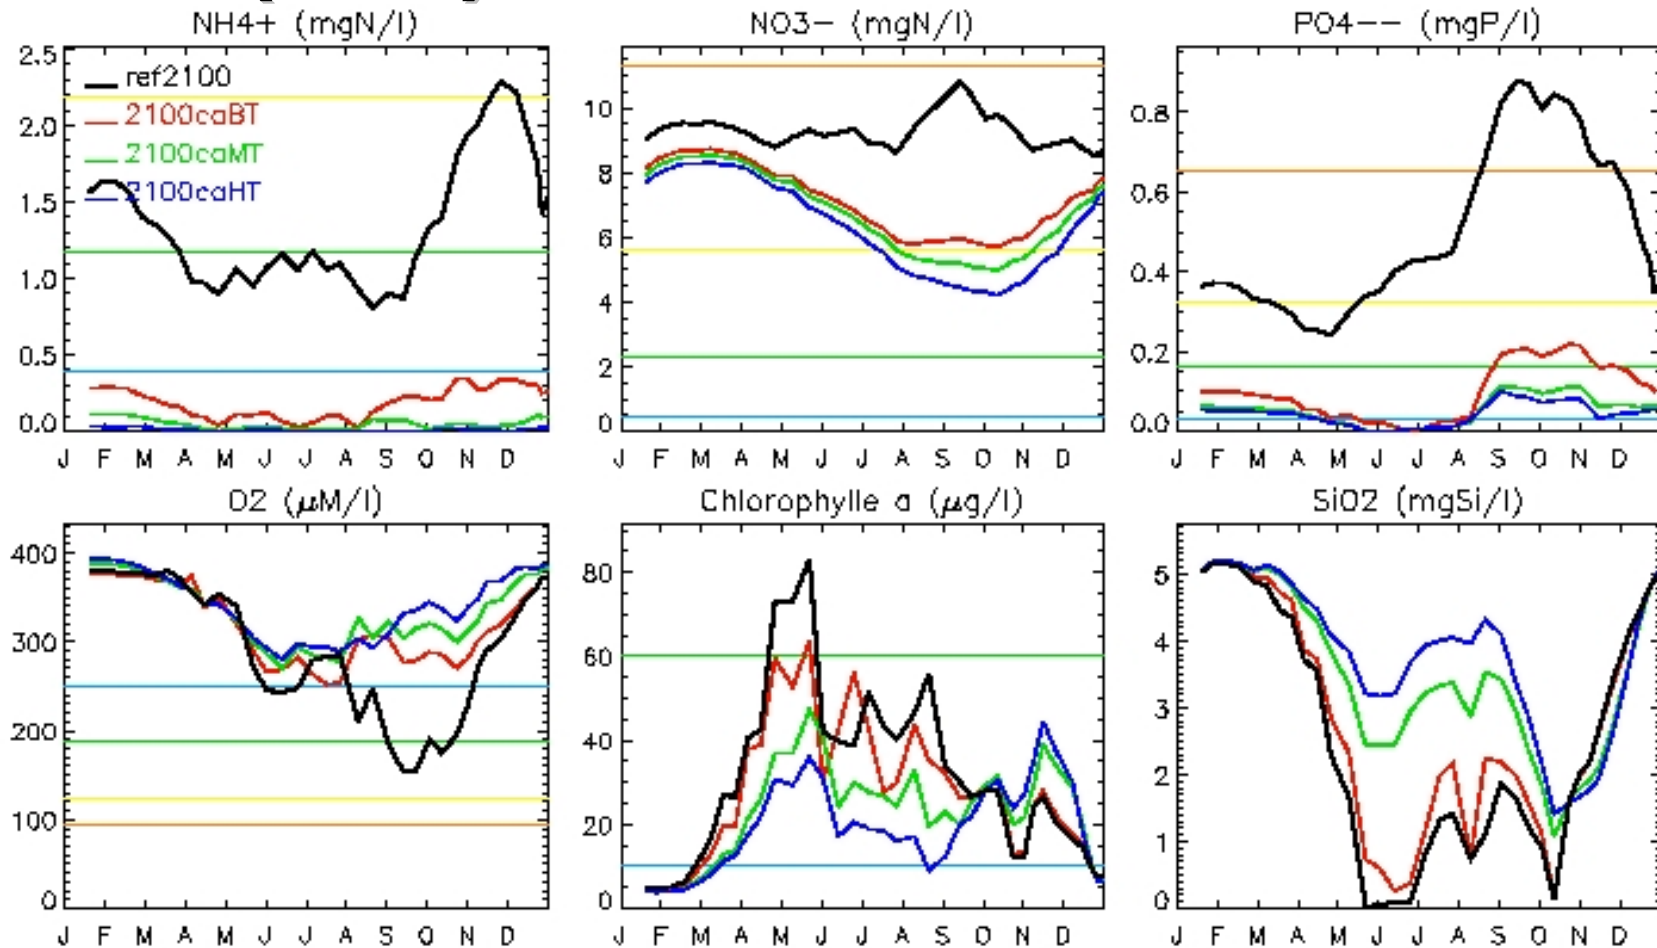 NH4+ (mgN/l)
NO3- (mgN/l)
PO4-- (mgP/l)
2.5
2.0
1.5
1.0
0.5
0.0
ref2100
2100caBT
2100caMT
2100caHT
J F M A M J J A S O N D
10
8
6
4
2
0
J F M A M J J A S O N D
0.8
0.6
0.4
0.2
0.0
J F M A M J J A S O N D
O2 (μM/l)
Chlorophylle a (μg/l)
SiO2 (mgSi/l)
400
300
200
100
0
J F M A M J J A S O N D
80
60
40
20
0
J F M A M J J A S O N D
5
4
3
2
1
0
J F M A M J J A S O N D